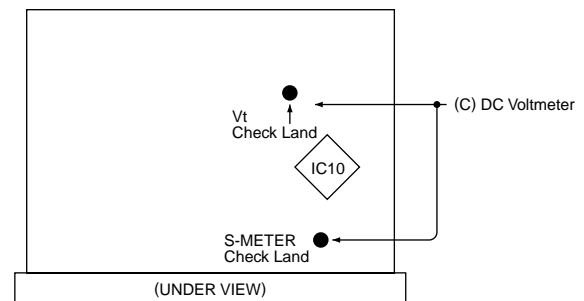 (C) DC Voltmeter
Vt
Check Land
IC10
S-METER
Check Land
(UNDER VIEW)